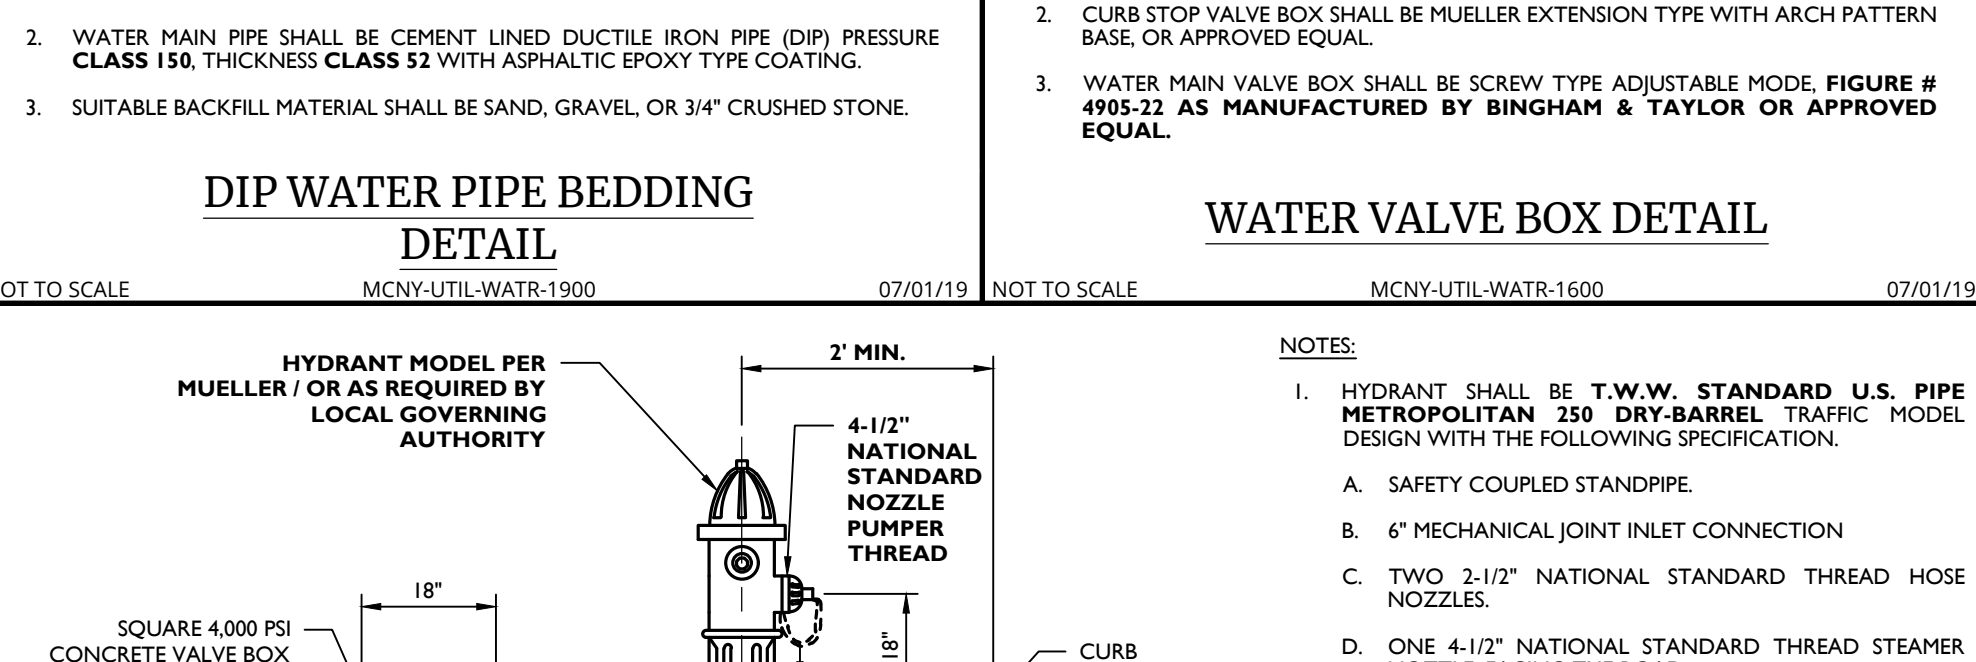 2. WATER MAIN PIPE SHALL BE CEMENT LINED DUCTILE IRON PIPE (DIP) PRESSURE
CLASS 150, THICKNESS CLASS 52 WITH ASPHALTIC EPOXY TYPE COATING.
3. SUITABLE BACKFILL MATERIAL SHALL BE SAND, GRAVEL, OR 3/4" CRUSHED STONE.
DIP WATER PIPE BEDDING
DETAIL
OT TO SCALE MCNY-UTIL-WATR-1900 07/01/19
2. CURB STOP VALVE BOX SHALL BE MUELLER EXTENSION TYPE WITH ARCH PATTERN
BASE, OR APPROVED EQUAL.
3. WATER MAIN VALVE BOX SHALL BE SCREW TYPE ADJUSTABLE MODE, FIGURE #
4905-22 AS MANUFACTURED BY BINGHAM & TAYLOR OR APPROVED
EQUAL.
WATER VALVE BOX DETAIL
NOT TO SCALE MCNY-UTIL-WATR-1600 07/01/19
HYDRANT MODEL PER
MUELLER / OR AS REQUIRED BY
LOCAL GOVERNING
AUTHORITY
2' MIN.
4-1/2"
NATIONAL
STANDARD
NOZZLE
PUMPER
THREAD
18"
SQUARE 4,000 PSI
CONCRETE VALVE BOX
18"
CURB
NOTES:
1. HYDRANT SHALL BE T.W.W. STANDARD U.S. PIPE
METROPOLITAN 250 DRY-BARREL TRAFFIC MODEL
DESIGN WITH THE FOLLOWING SPECIFICATION.
A. SAFETY COUPLED STANDPIPE.
B. 6" MECHANICAL JOINT INLET CONNECTION
C. TWO 2-1/2" NATIONAL STANDARD THREAD HOSE
NOZZLES.
D. ONE 4-1/2" NATIONAL STANDARD THREAD STEAMER